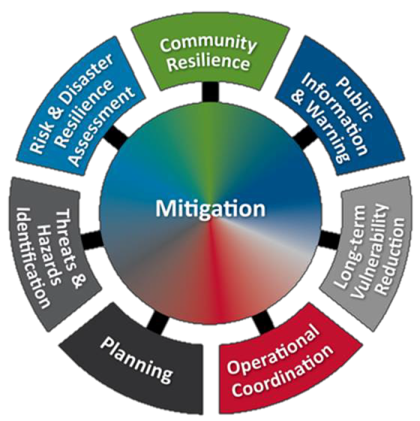 Community
Resilience
Public
Information
& Warning
Long-term
Vulnerability
Reduction
Operational
Coordination
Planning
Threats &
Hazards
Identification
Risk & Disaster
Resilience
Assessment
Mitigation